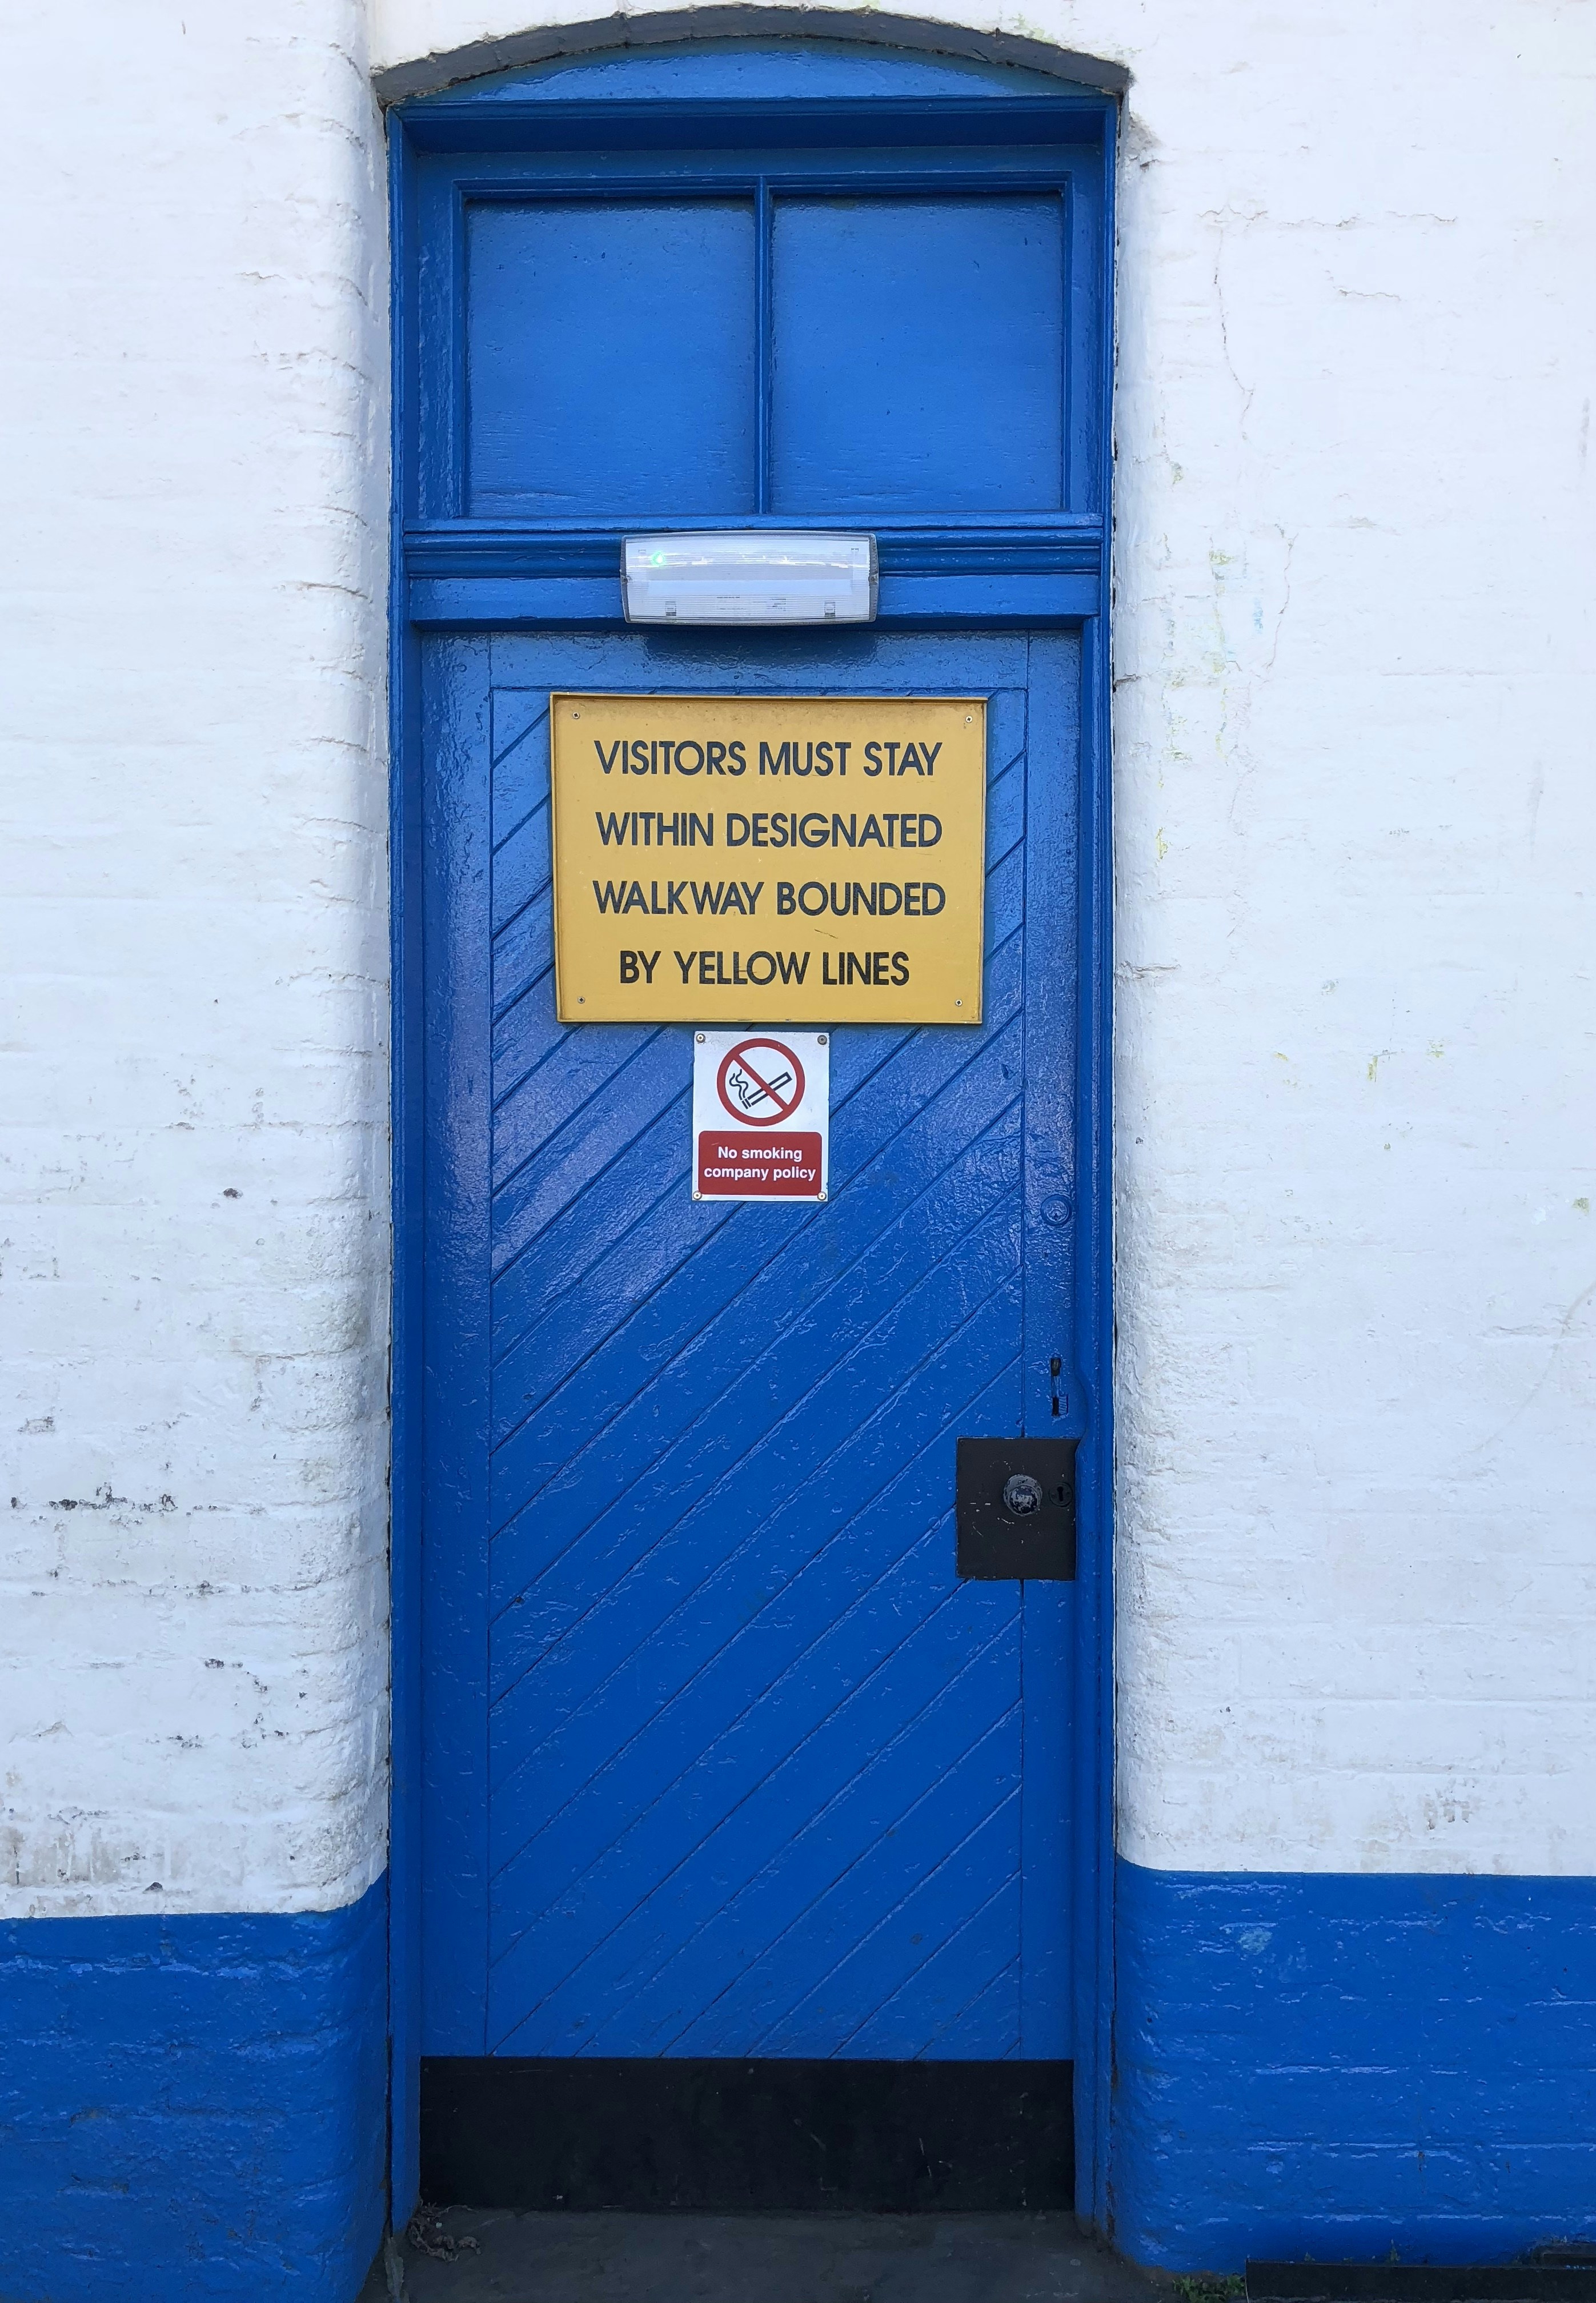 VISITORS MUST STAY
WITHIN DESIGNATED
WALKWAY BOUNDED
BY YELLOW LINES
No smoking
company policy